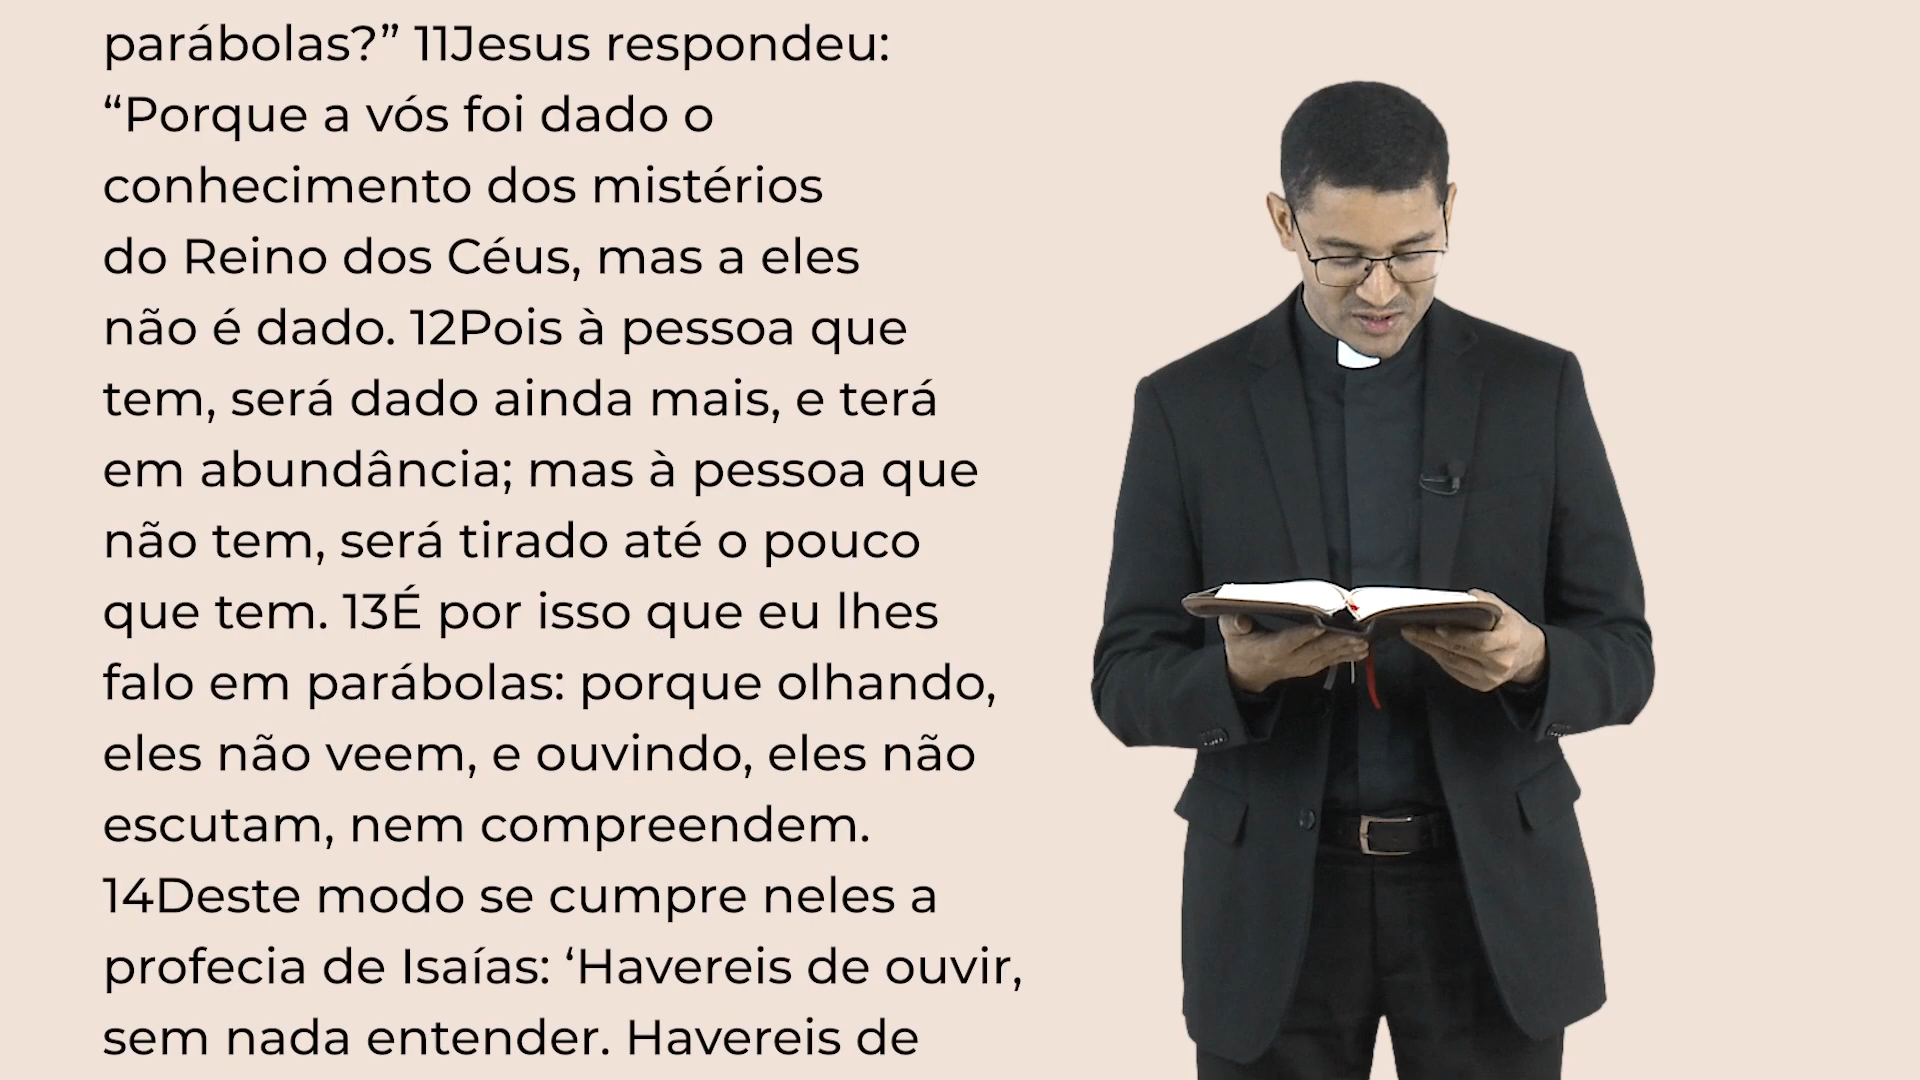 parábolas?” 11Jesus respondeu:
“Porque a vós foi dado o
conhecimento dos mistérios
do Reino dos Céus, mas a eles
não é dado. 12Pois à pessoa que
tem, será dado ainda mais, e terá
em abundância; mas à pessoa que
não tem, será tirado até o pouco
que tem. 13É por isso que eu lhes
falo em parábolas: porque olhando,
eles não veem, e ouvindo, eles não
escutam, nem compreendem.
14Deste modo se cumpre neles a
profecia de Isaías: ‘Havereis de ouvir,
sem nada entender. Havereis de